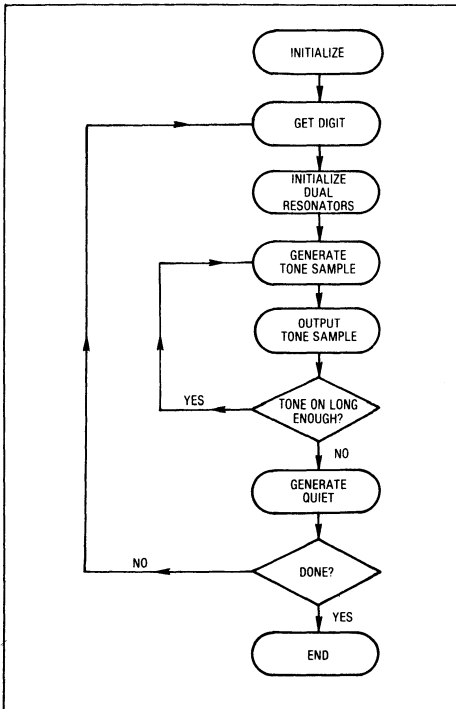 INITIALIZE
GET DIGIT
INITIALIZE
DUAL
RESONATORS
GENERATE
TONE SAMPLE
OUTPUT
TONE SAMPLE
YES
TONE ON LONG
ENOUGH?
NO
GENERATE
QUIET
NO
DONE?
YES
END